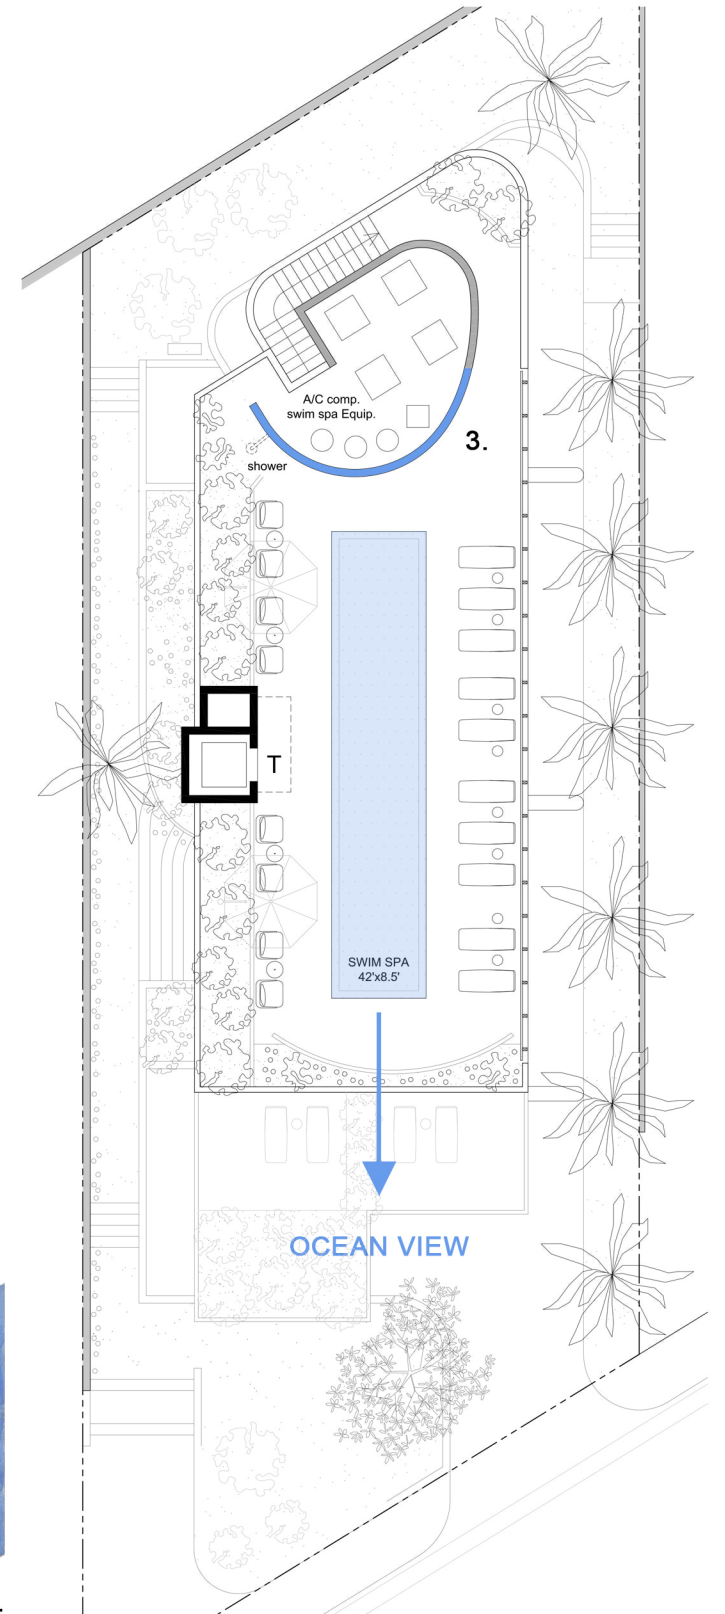 A/C comp.
swim spa Equip.
3.
shower
T
SWIM SPA
42'x8.5'
OCEAN VIEW